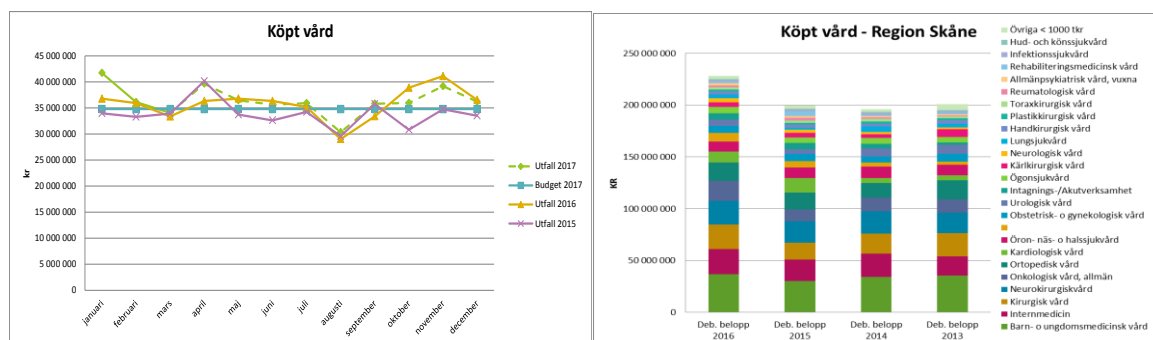 Köpt vård
45 000 000
40 000 000
35 000 000
30 000 000
25 000 000
20 000 000
15 000 000
10 000 000
5 000 000
0
kr
januari
februari
mars
april
maj
juni
juli
augusti
september
oktober
november
december
Utfall 2017
Budget 2017
Utfall 2016
Utfall 2015
Köpt vård - Region Skåne
250 000 000
200 000 000
150 000 000
100 000 000
50 000 000
0
KR
Deb. belopp 2016
Deb. belopp 2015
Deb. belopp 2014
Deb. belopp 2013
Övriga < 1000 tkr
Hud- och könssjukvård
Infektionssjukvård
Rehabiliteringsmedicinsk vård
Allmänpsykiatrisk vård, vuxna
Reumatologisk vård
Toraxkirurgisk vård
Plastikkirurgisk vård
Handkirurgisk vård
Lungsjukvård
Neurologisk vård
Kärlkirurgisk vård
Ögonsjukvård
Intagnings-/Akutverksamhet
Urologisk vård
Obstetrisk- o gynekologisk vård
Öron- näs- o halssjukvård
Kardiologisk vård
Ortopedisk vård
Onkologisk vård, allmän
Neurokirurgiskvård
Kirurgisk vård
Internmedicin
Barn- o ungdomsmedicinsk vård